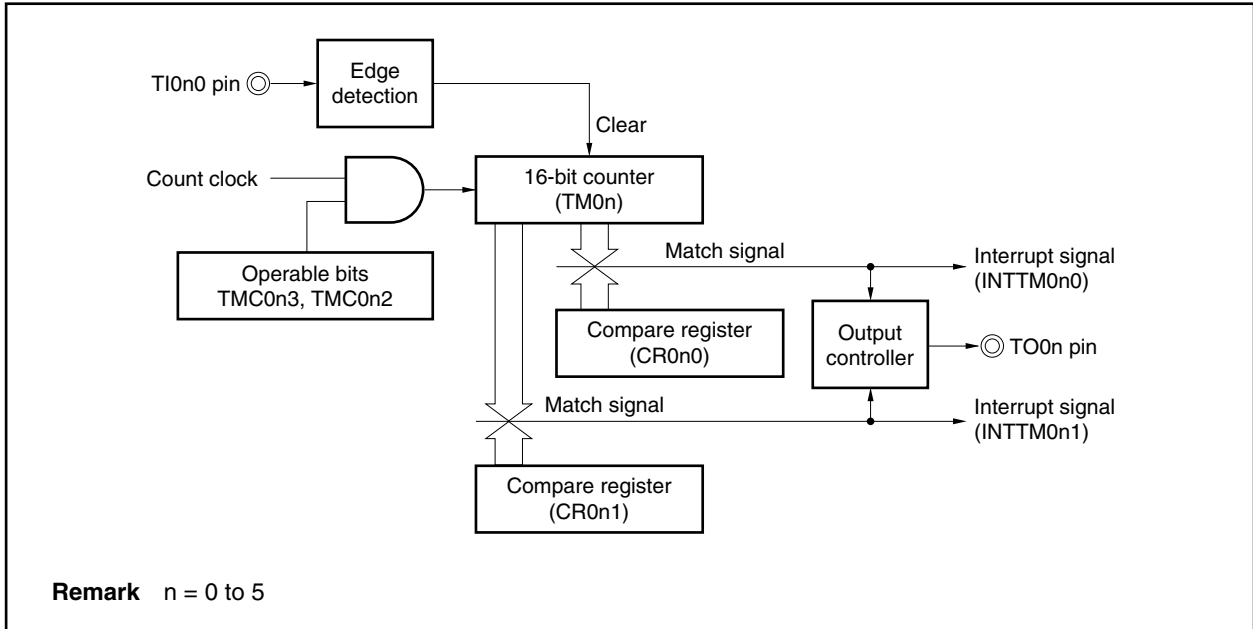 TI0n0 pin
Edge
detection
Clear
Count clock
16-bit counter
(TM0n)
Operable bits
TMC0n3, TMC0n2
Match signal
Interrupt signal
(INTTM0n0)
Compare register
(CR0n0)
Output
controller
TO0n pin
Match signal
Interrupt signal
(INTTM0n1)
Compare register
(CR0n1)
Remark n = 0 to 5